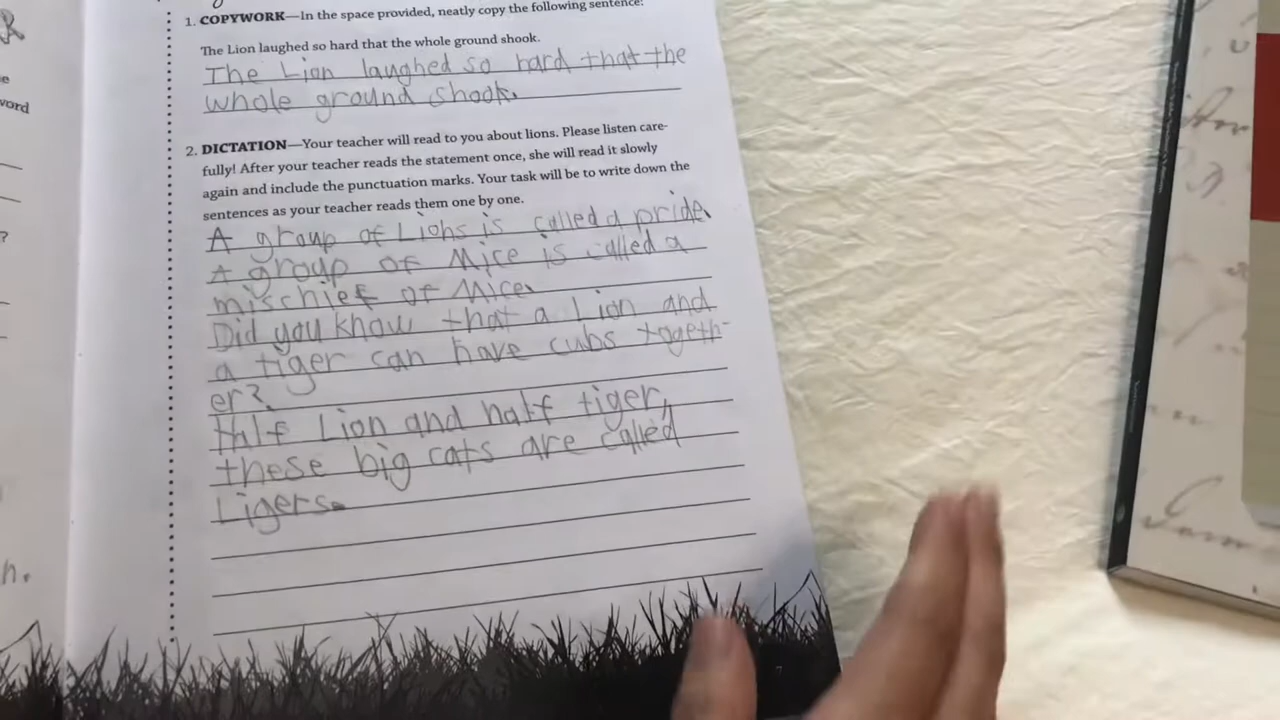 1. COPYWORK—In the space provided, neatly copy the following sentence:
The Lion laughed so hard that the whole ground shook.
The Lion laughed so hard that the
whole ground shook.
2. DICTATION—Your teacher will read to you about lions. Please listen care-
fully! After your teacher reads the statement once, she will read it slowly
again and include the punctuation marks. Your task will be to write down the
sentences as your teacher reads them one by one.
A group of Lions is called a pride.
A group of Mice is called a
mischief of Mice.
Did you know that a Lion and
a tiger can have cubs togeth-
er?
Half Lion and half tiger,
these big cats are called
Ligers.